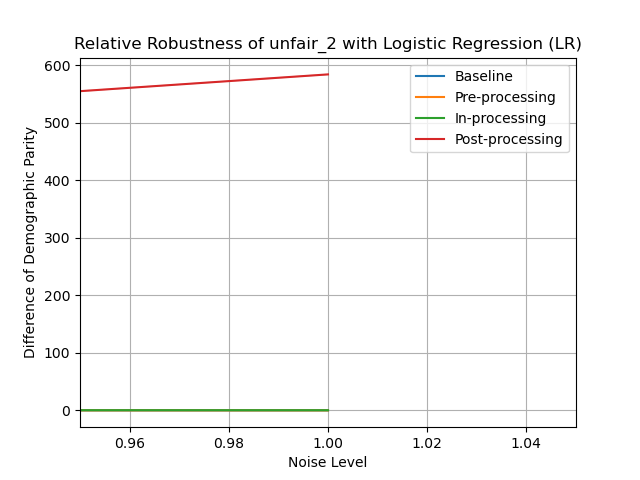 Relative Robustness of unfair_2 with Logistic Regression (LR)
Difference of Demographic Parity
600
500
400
300
200
100
0
Baseline
Pre-processing
In-processing
Post-processing
0.96 0.98 1.00 1.02 1.04
Noise Level